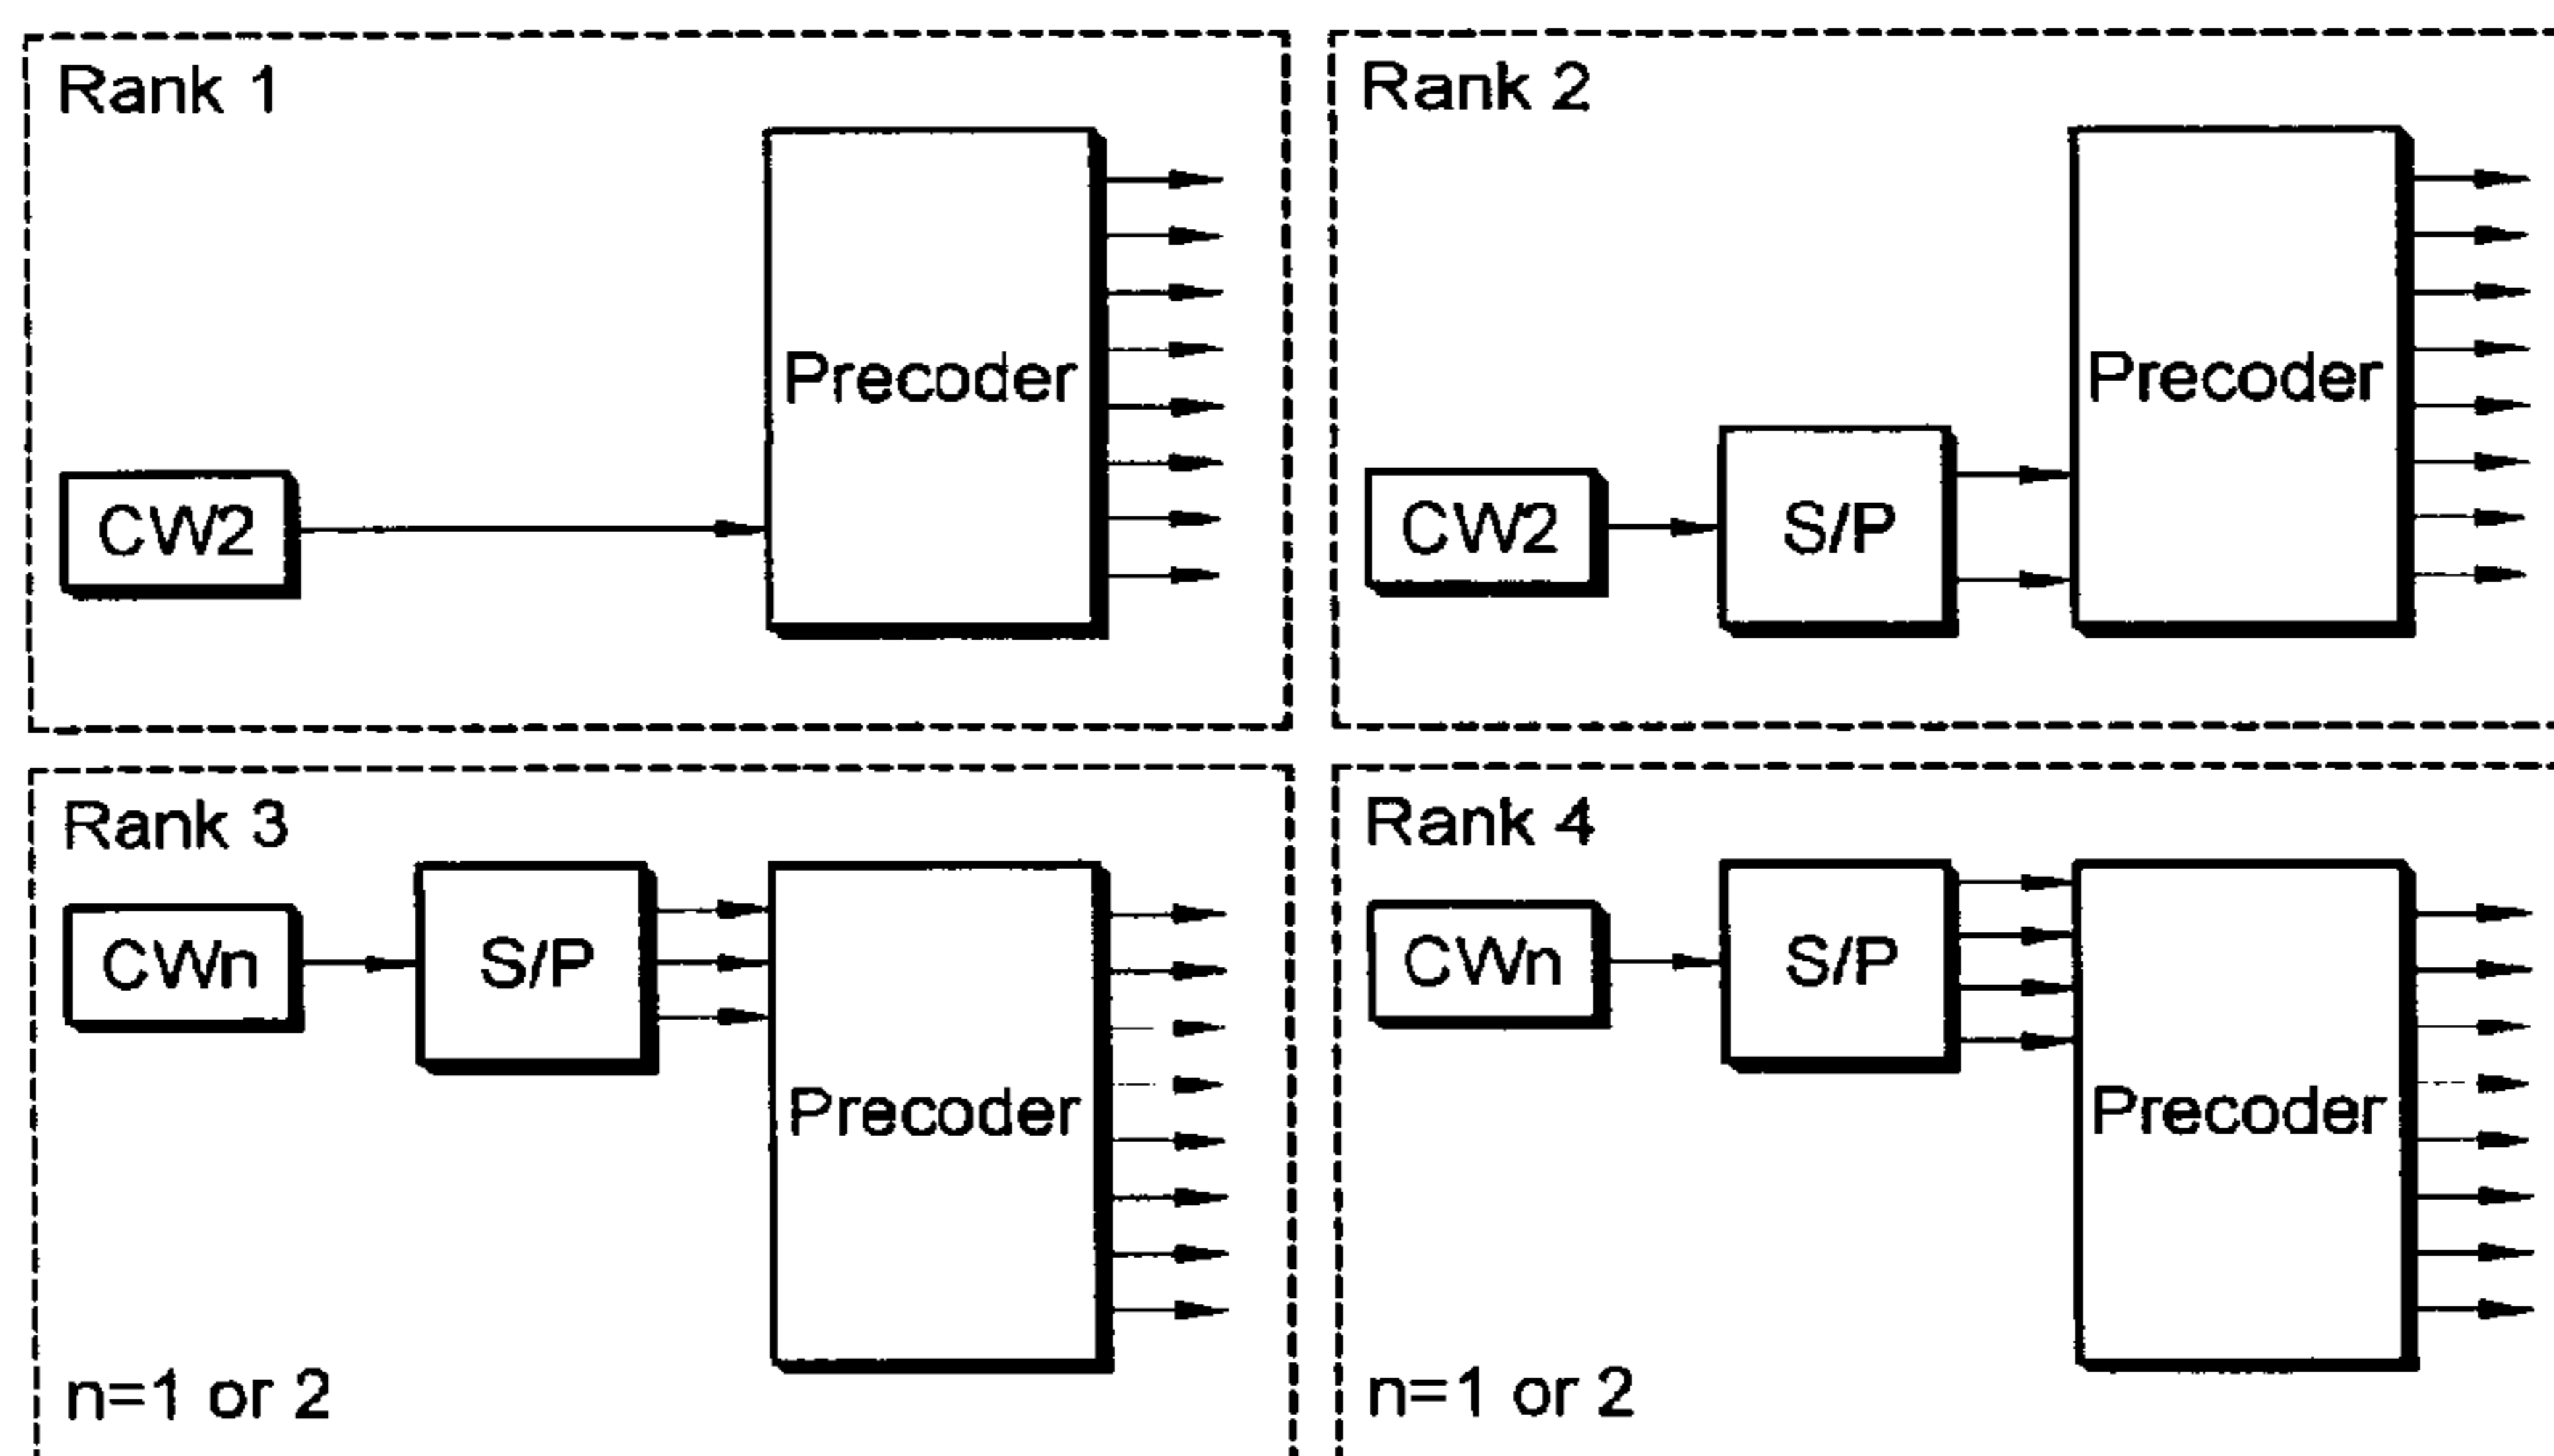 Rank 1
Precoder
CW2
Rank 2
Precoder
CW2
S/P
Rank 3
CWn
S/P
Precoder
n=1 or 2
Rank 4
CWn
S/P
Precoder
n=1 or 2